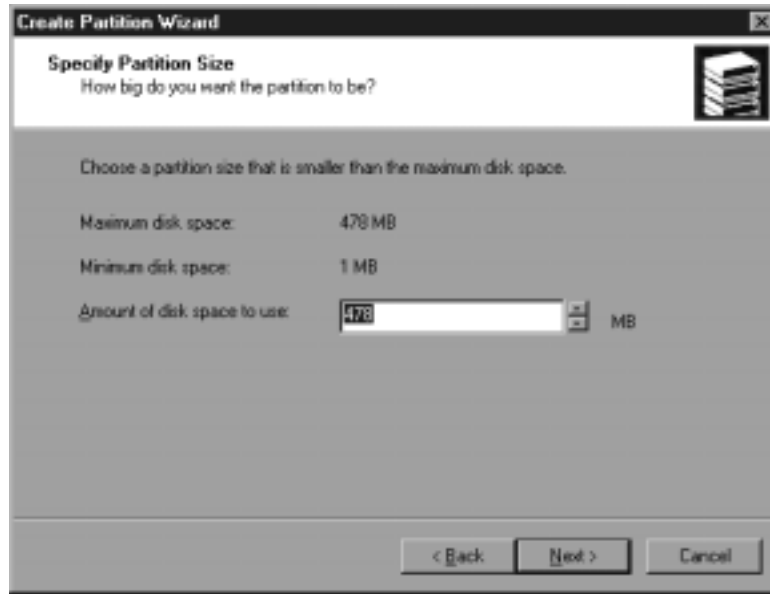 Create Partition Wizard
Specify Partition Size
How big do you want the partition to be?
Choose a partition size that is smaller than the maximum disk space.
Maximum disk space: 478 MB
Minimum disk space: 1 MB
Amount of disk space to use: 478 MB
< Back Next > Cancel